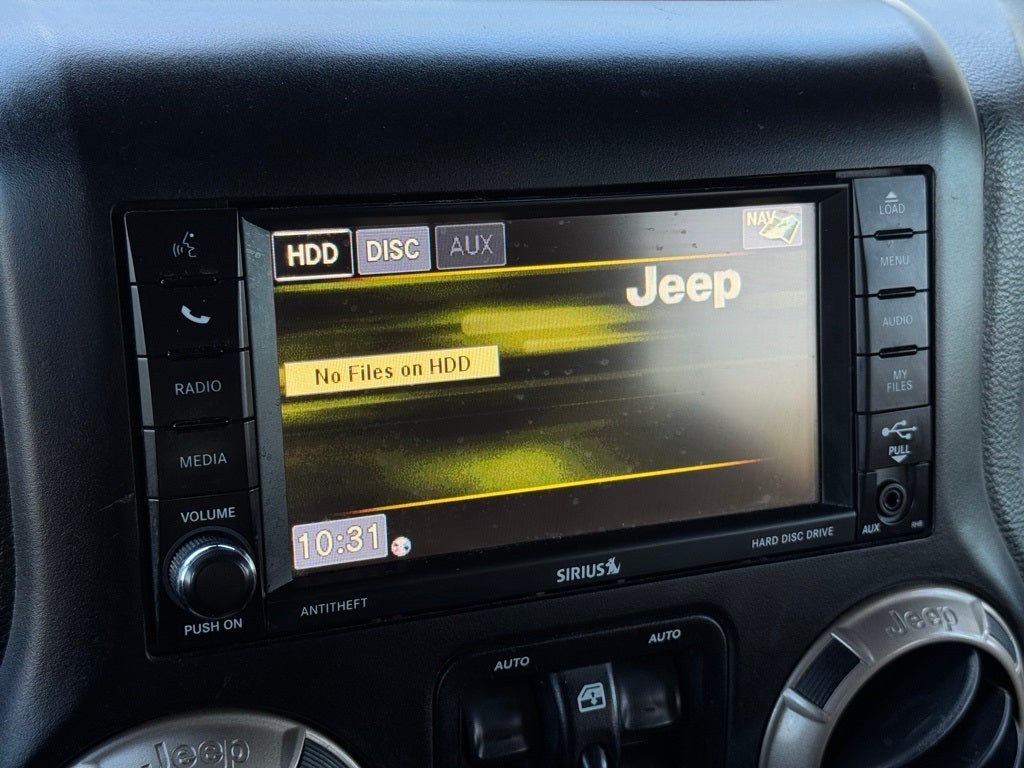 HDD DISC AUX NAV
Jeep
No Files on HDD
10:31
RADIO
MEDIA
VOLUME
PUSH ON
LOAD
MENU
AUDIO
MY
FILES
PULL
AUX RHB
ANTITHEFT
SIRIUS
HARD DISC DRIVE
AUTO
AUTO
Jeep
Jeep